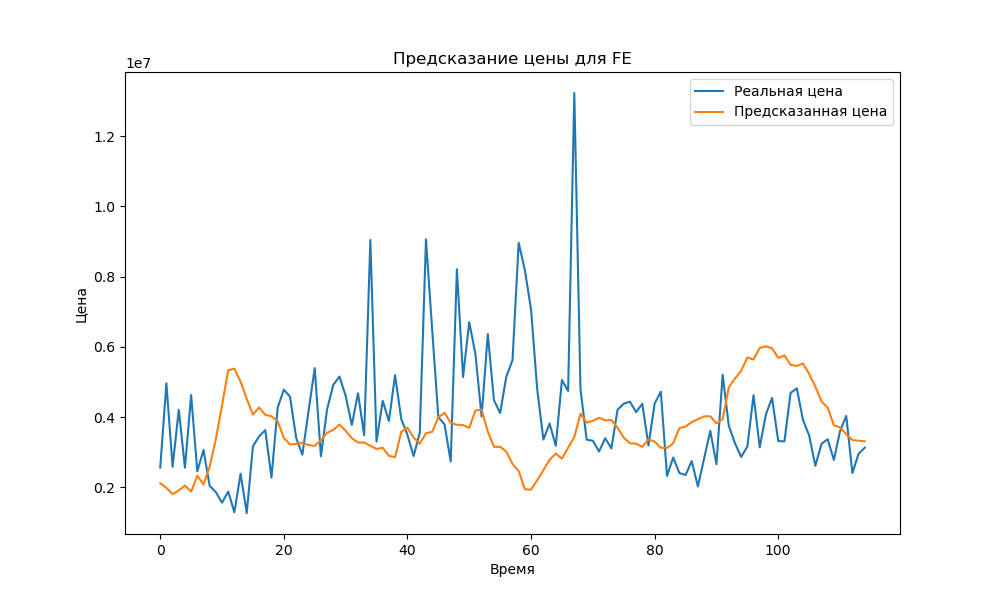 Предсказание цены для FE
1e7
Реальная цена
Предсказанная цена
1.2
1.0
0.8
0.6
0.4
0.2
Цена
0 20 40 60 80 100
Время